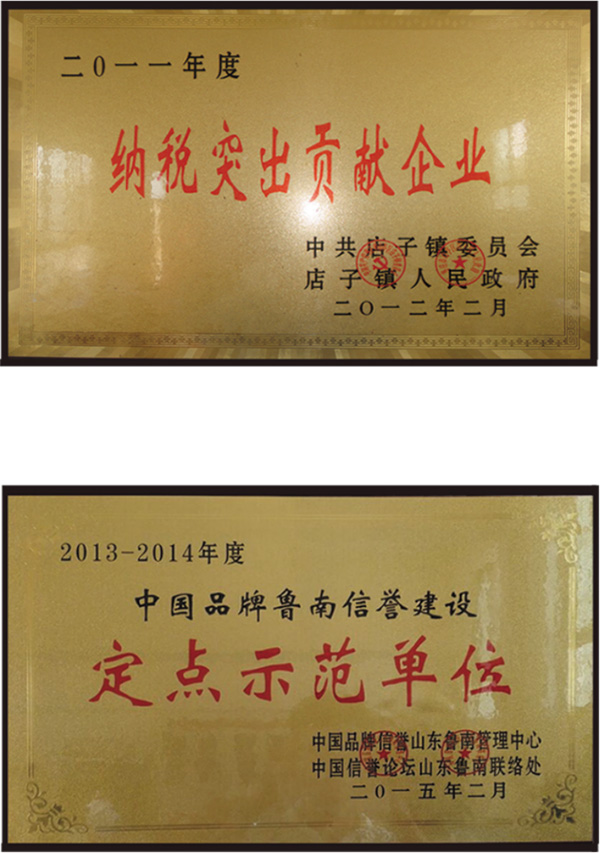 二〇一一年度
纳税突出贡献企业
中共店子镇委员会
店子镇人民政府
二〇一二年二月
2013-2014年度
中国品牌鲁南信誉建设
定点示范单位
中国品牌信誉山东鲁南管理中心
中国信誉论坛山东鲁南联络处
二〇一五年二月